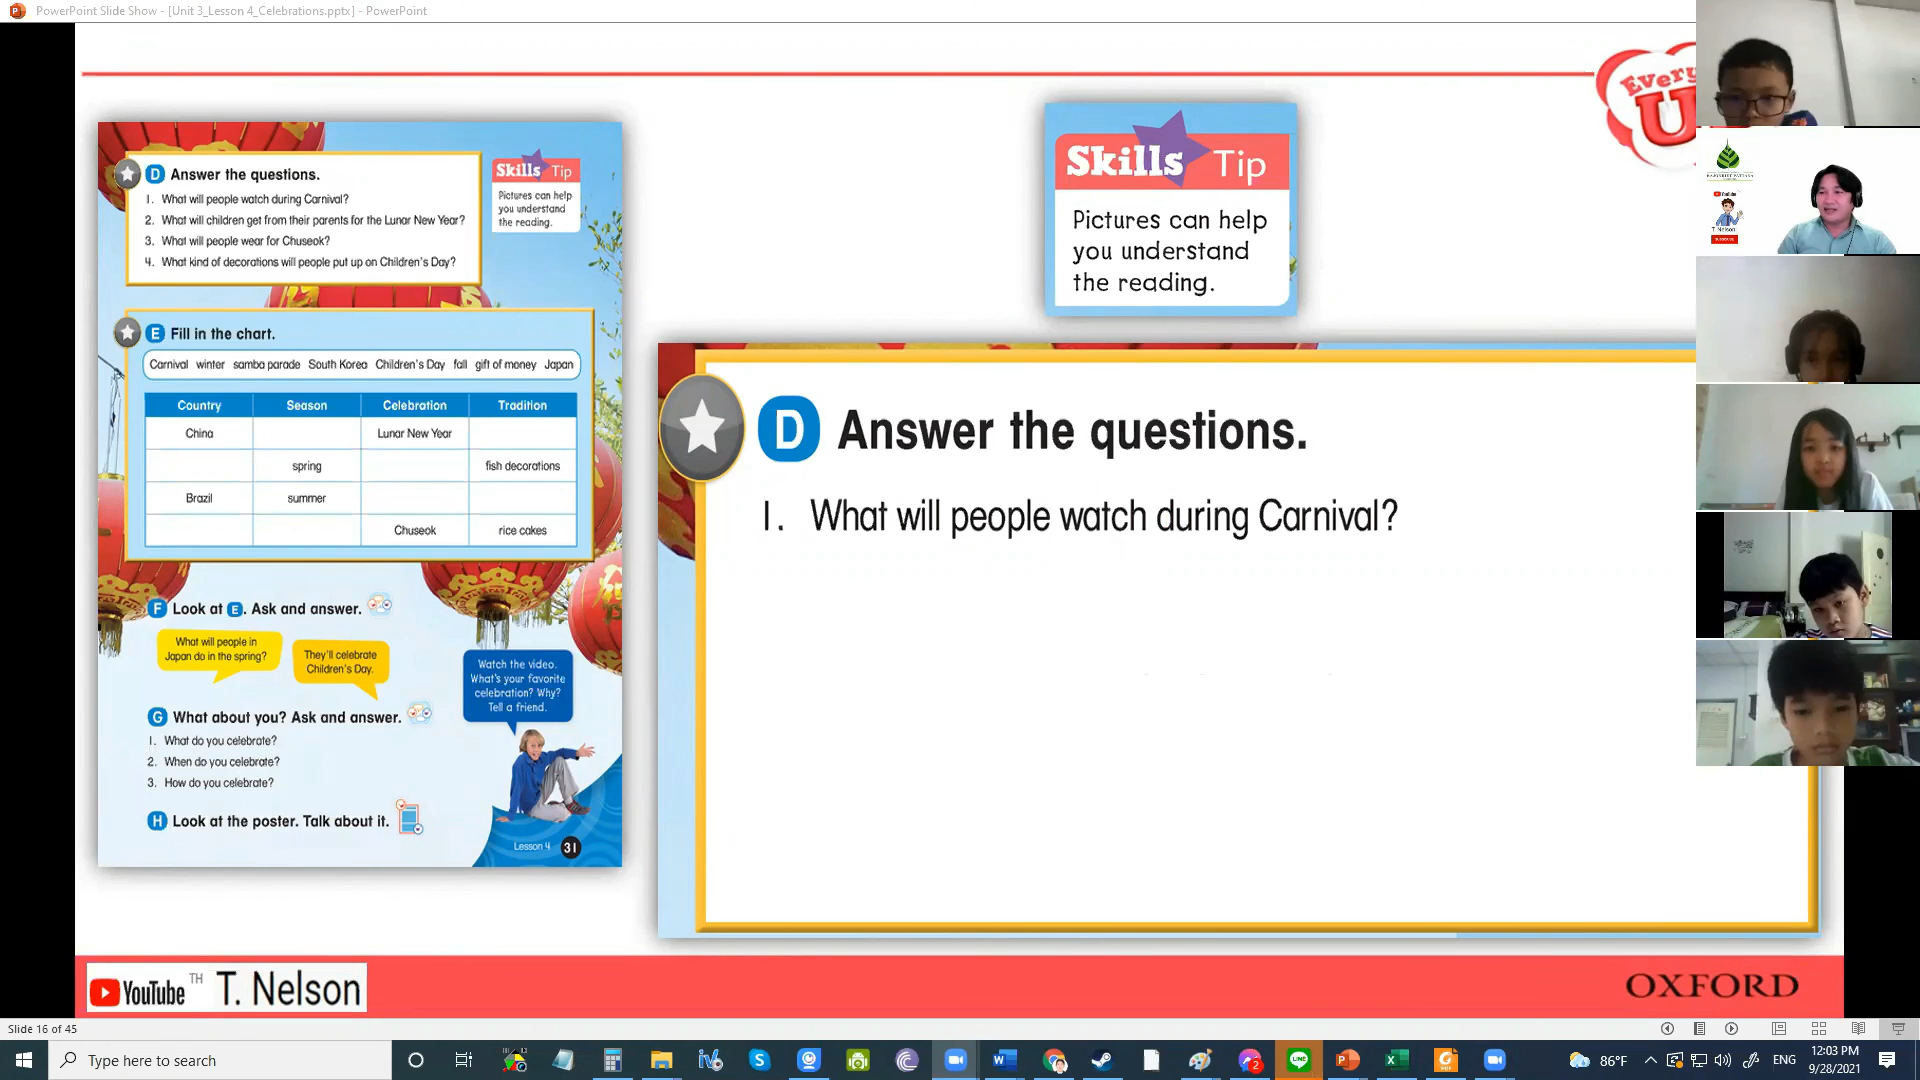 PowerPoint Slide Show - [Unit 3_Lesson 4_Celebrations.pptx] - PowerPoint
D Answer the questions.
1. What will people watch during Carnival?
2. What will children get from their parents for the Lunar New Year?
3. What will people wear for Chuseok?
4. What kind of decorations will people put up on Children's Day?
Skills Tip
Pictures can help
you understand
the reading.
E Fill in the chart.
Carnival winter samba parade South Korea Children's Day fall gift of money Japan
Country Season Celebration Tradition
China Lunar New Year
spring fish decorations
Brazil summer
Chuseok rice cakes
F Look at E. Ask and answer.
What will people in
Japan do in the spring?
They'll celebrate
Children's Day.
G What about you? Ask and answer.
1. What do you celebrate?
2. When do you celebrate?
3. How do you celebrate?
Watch the video.
What's your favorite
celebration? Why?
Tell a friend.
H Look at the poster. Talk about it.
Lesson 4 31
Skills Tip
Pictures can help
you understand
the reading.
D Answer the questions.
1. What will people watch during Carnival?
Every
U
YouTube
T. Nelson
YouTube TH T. Nelson
OXFORD
Slide 16 of 45
Type here to search
86°F
ENG
12:03 PM
9/28/2021